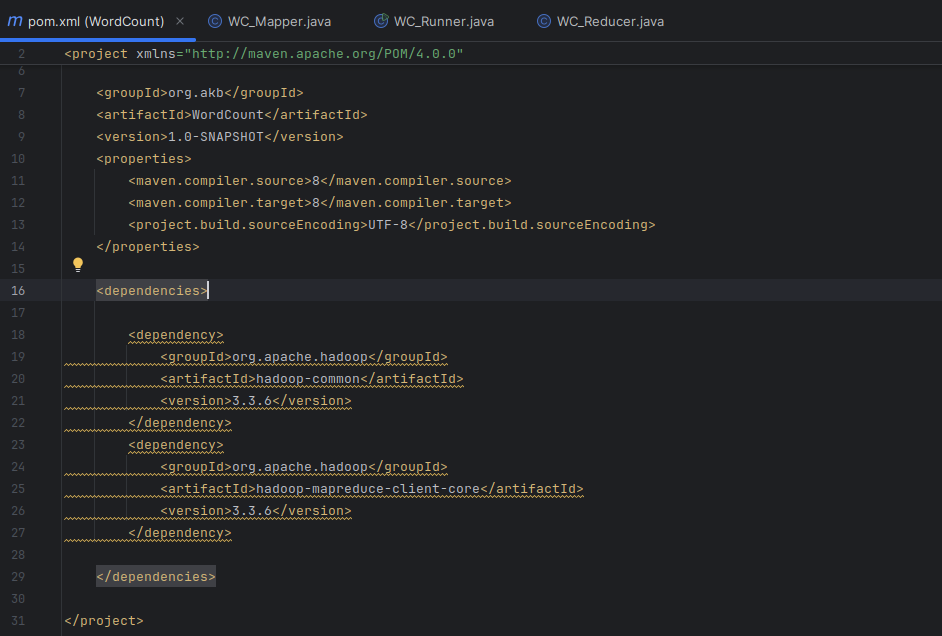 m pom.xml (WordCount) × C WC_Mapper.java C WC_Runner.java C WC_Reducer.java
2 <project xmlns="http://maven.apache.org/POM/4.0.0"
6
7 <groupId>org.akb</groupId>
8 <artifactId>WordCount</artifactId>
9 <version>1.0-SNAPSHOT</version>
10 <properties>
11 <maven.compiler.source>8</maven.compiler.source>
12 <maven.compiler.target>8</maven.compiler.target>
13 <project.build.sourceEncoding>UTF-8</project.build.sourceEncoding>
14 </properties>
15
16 <dependencies>
17
18 <dependency>
19 <groupId>org.apache.hadoop</groupId>
20 <artifactId>hadoop-common</artifactId>
21 <version>3.3.6</version>
22 </dependency>
23 <dependency>
24 <groupId>org.apache.hadoop</groupId>
25 <artifactId>hadoop-mapreduce-client-core</artifactId>
26 <version>3.3.6</version>
27 </dependency>
28
29 </dependencies>
30
31 </project>